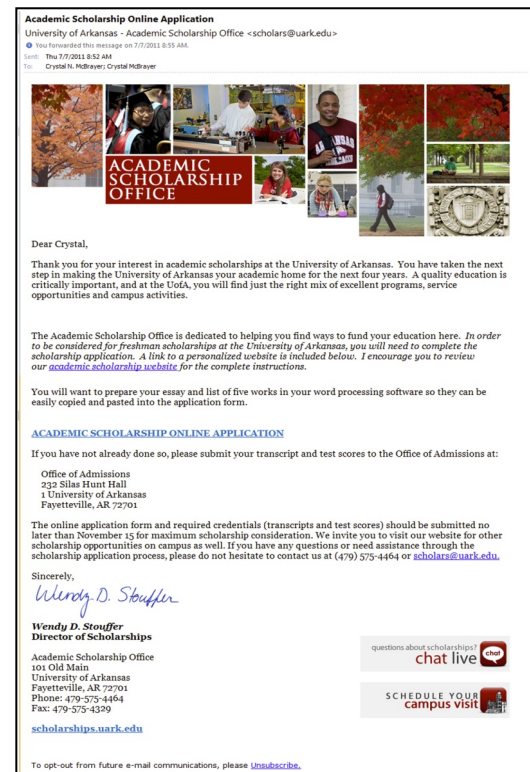 Academic Scholarship Online Application
University of Arkansas - Academic Scholarship Office <scholars@uark.edu>
You forwarded this message on 7/7/2011 8:55 AM.
Sent: Thu 7/7/2011 8:52 AM
To: Crystal N. McBrayer; Crystal McBrayer
ACADEMIC
SCHOLARSHIP
OFFICE
Dear Crystal,
Thank you for your interest in academic scholarships at the University of Arkansas. You have taken the next
step in making the University of Arkansas your academic home for the next four years. A quality education is
critically important, and at the UofA, you will find just the right mix of excellent programs, service
opportunities and campus activities.
The Academic Scholarship Office is dedicated to helping you find ways to fund your education here. In order
to be considered for freshman scholarships at the University of Arkansas, you will need to complete the
scholarship application. A link to a personalized website is included below. I encourage you to review
our academic scholarship website for the complete instructions.
You will want to prepare your essay and list of five works in your word processing software so they can be
easily copied and pasted into the application form.
ACADEMIC SCHOLARSHIP ONLINE APPLICATION
If you have not already done so, please submit your transcript and test scores to the Office of Admissions at:
Office of Admissions
232 Silas Hunt Hall
1 University of Arkansas
Fayetteville, AR 72701
The online application form and required credentials (transcripts and test scores) should be submitted no
later than November 15 for maximum scholarship consideration. We invite you to visit our website for other
scholarship opportunities on campus as well. If you have any questions or need assistance through the
scholarship application process, please do not hesitate to contact us at (479) 575-4464 or scholars@uark.edu.
Sincerely,
Wendy D. Stouffer
Wendy D. Stouffer
Director of Scholarships
Academic Scholarship Office
101 Old Main
University of Arkansas
Fayetteville, AR 72701
Phone: 479-575-4464
Fax: 479-575-4329
scholarships.uark.edu
questions about scholarships?
chat live
chat
SCHEDULE YOUR
campus visit
To opt-out from future e-mail communications, please Unsubscribe.